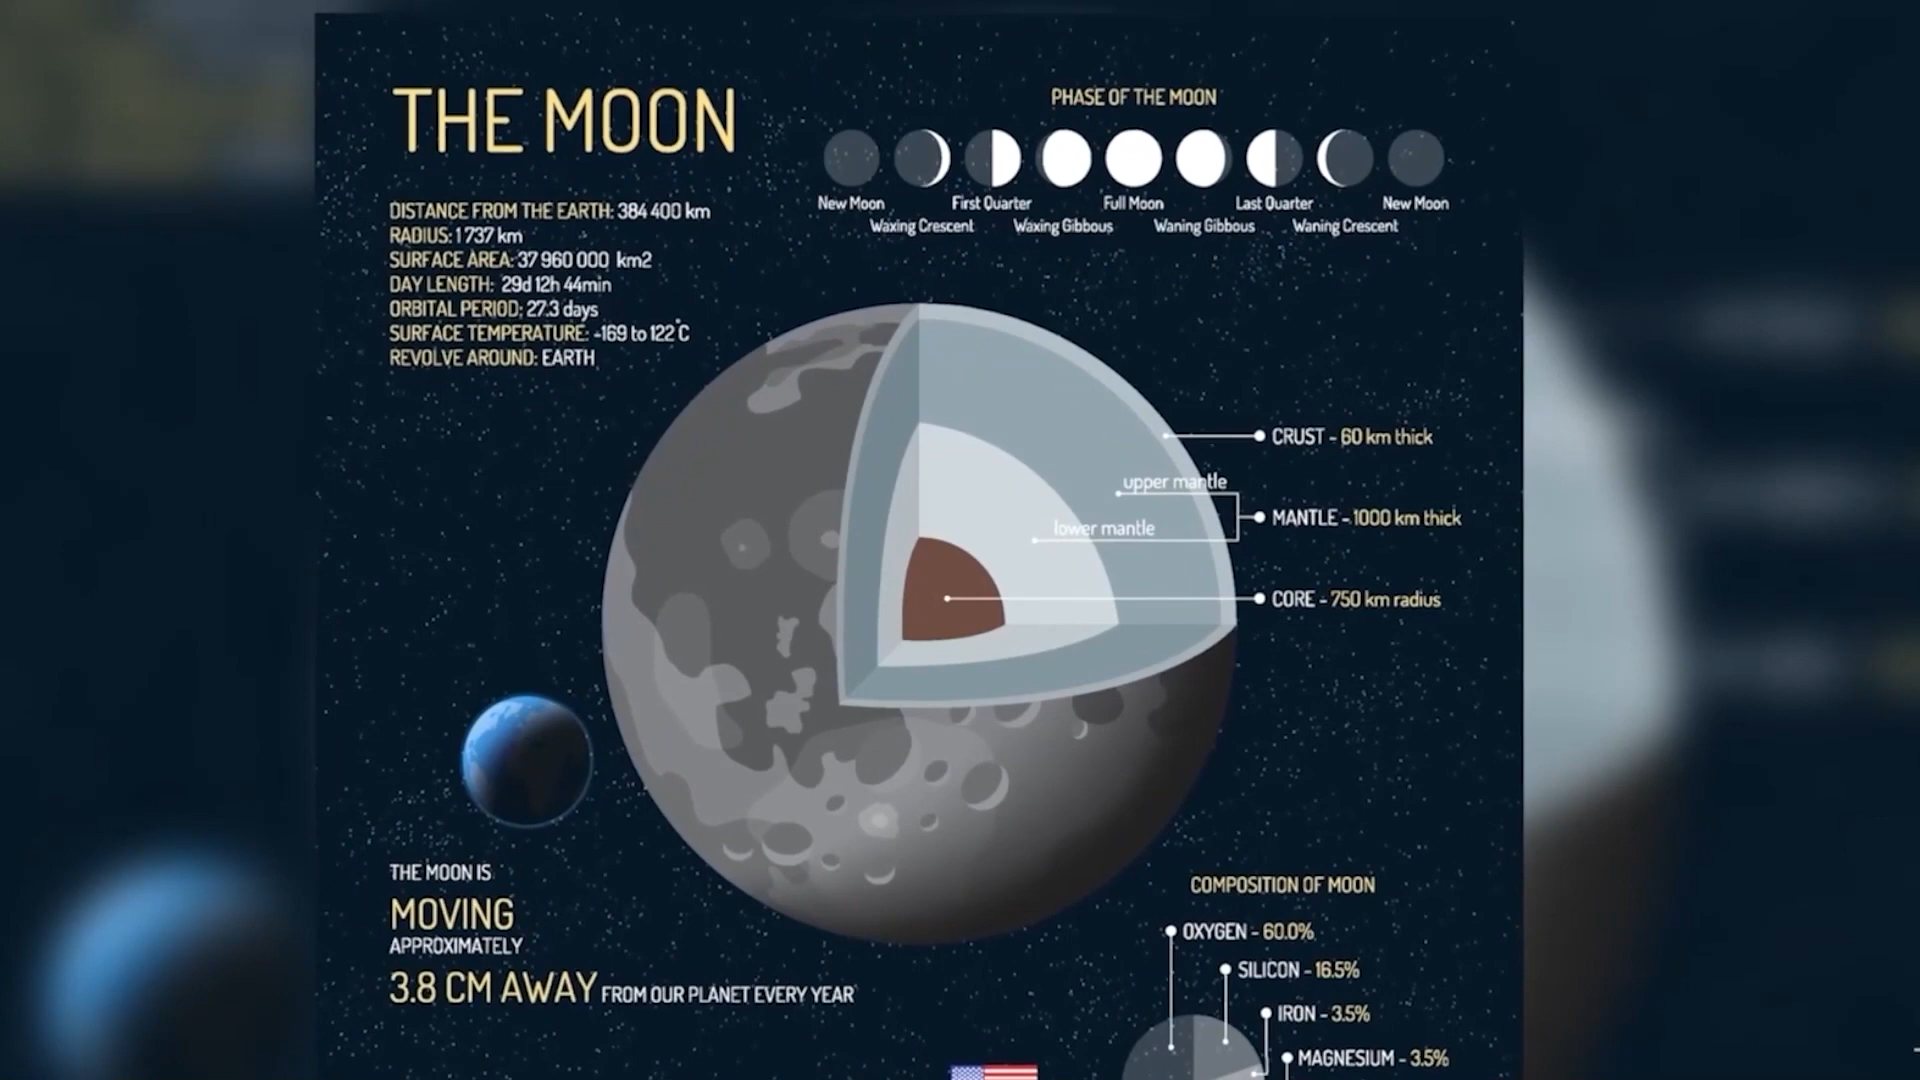 THE MOON
DISTANCE FROM THE EARTH: 384 400 km
RADIUS: 1 737 km
SURFACE AREA: 37 960 000 km2
DAY LENGTH: 29d 12h 44min
ORBITAL PERIOD: 27.3 days
SURFACE TEMPERATURE: -169 to 122°C
REVOLVE AROUND: EARTH
PHASE OF THE MOON
New Moon
Waxing Crescent
First Quarter
Waxing Gibbous
Full Moon
Waning Gibbous
Last Quarter
Waning Crescent
New Moon
CRUST - 60 km thick
upper mantle
lower mantle
MANTLE - 1000 km thick
CORE - 750 km radius
THE MOON IS
MOVING
APPROXIMATELY
3.8 CM AWAY FROM OUR PLANET EVERY YEAR
COMPOSITION OF MOON
OXYGEN - 60.0%
SILICON - 16.5%
IRON - 3.5%
MAGNESIUM - 3.5%